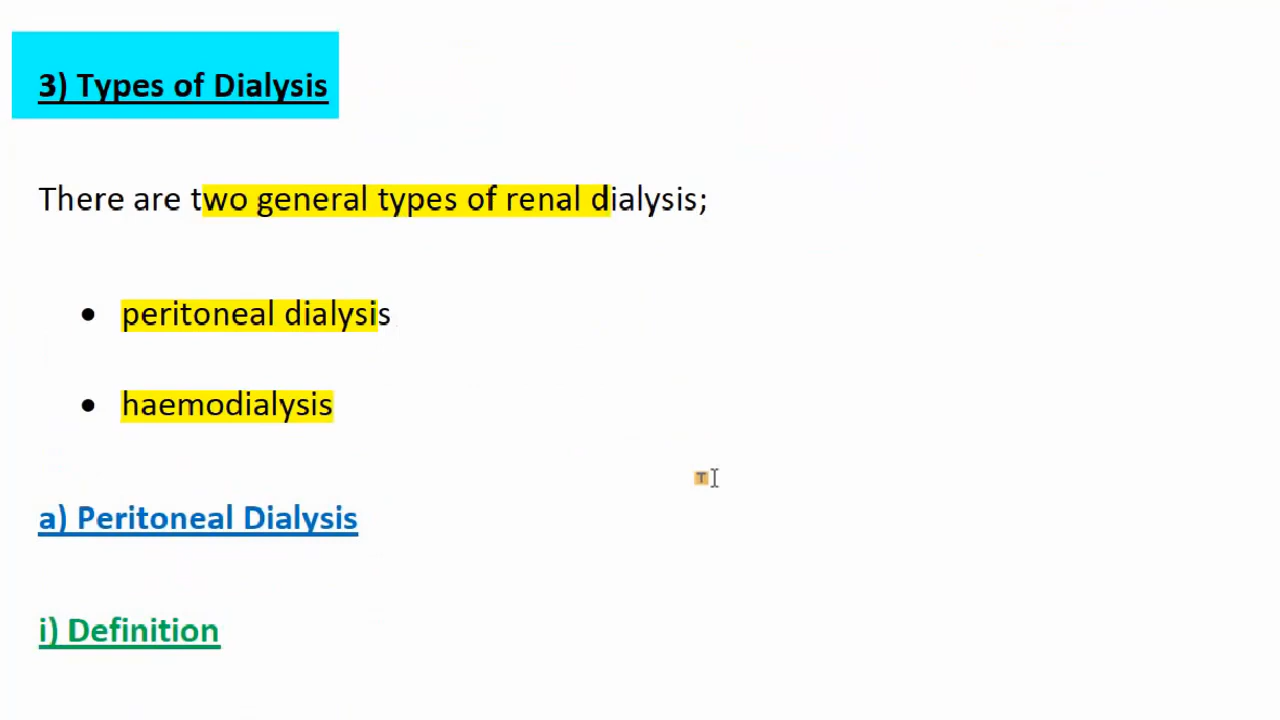 3) Types of Dialysis
There are two general types of renal dialysis;
• peritoneal dialysis
• haemodialysis
a) Peritoneal Dialysis
i) Definition